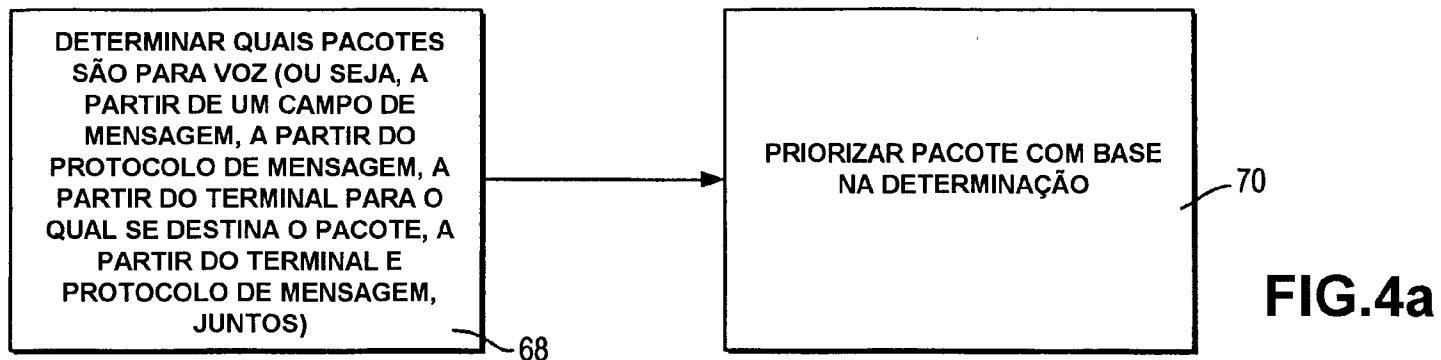 DETERMINAR QUAIS PACOTES
SÃO PARA VOZ (OU SEJA, A
PARTIR DE UM CAMPO DE
MENSAGEM, A PARTIR DO
PROTOCOLO DE MENSAGEM, A
PARTIR DO TERMINAL PARA O
QUAL SE DESTINA O PACOTE, A
PARTIR DO TERMINAL E
PROTOCOLO DE MENSAGEM,
JUNTOS)
68
PRIORIZAR PACOTE COM BASE
NA DETERMINAÇÃO
70
FIG.4a